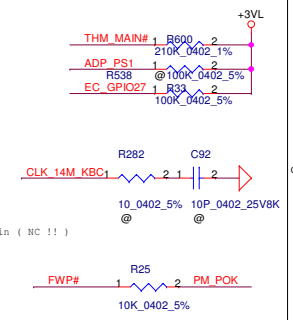 +3VL
THM_MAIN# 1 R600 2
210K_0402_1%
ADP_PS1 1 2
R538 @100K_0402_5%
EC_GPIO27 1 R33 2
100K_0402_5%
R282 C92
CLK_14M_KBC 1 2 1 2
10_0402_5% 10P_0402_25V8K
@ @
in ( NC !! )
R25
FWP# 1 2 PM_POK
10K_0402_5%